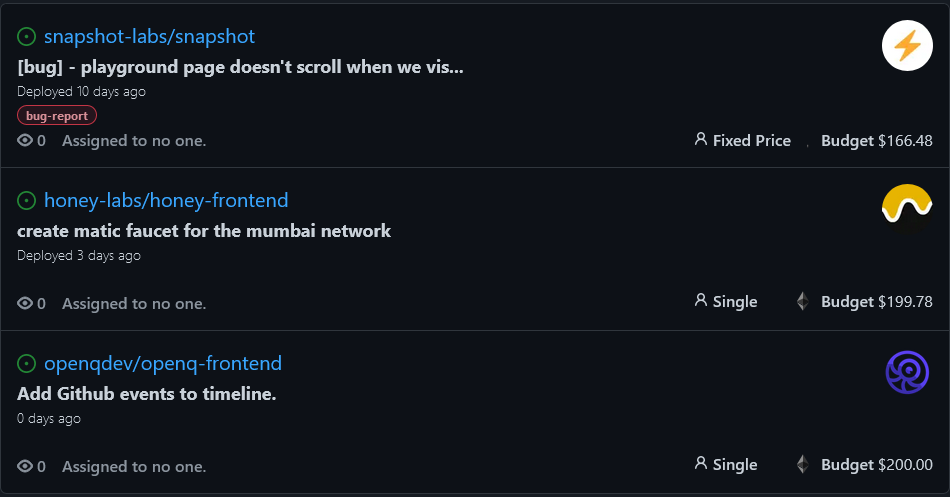 snapshot-labs/snapshot
[bug] - playground page doesn't scroll when we vis...
Deployed 10 days ago
bug-report
0 Assigned to no one. Fixed Price Budget $166.48
honey-labs/honey-frontend
create matic faucet for the mumbai network
Deployed 3 days ago
0 Assigned to no one. Single Budget $199.78
openqdev/openq-frontend
Add Github events to timeline.
0 days ago
0 Assigned to no one. Single Budget $200.00